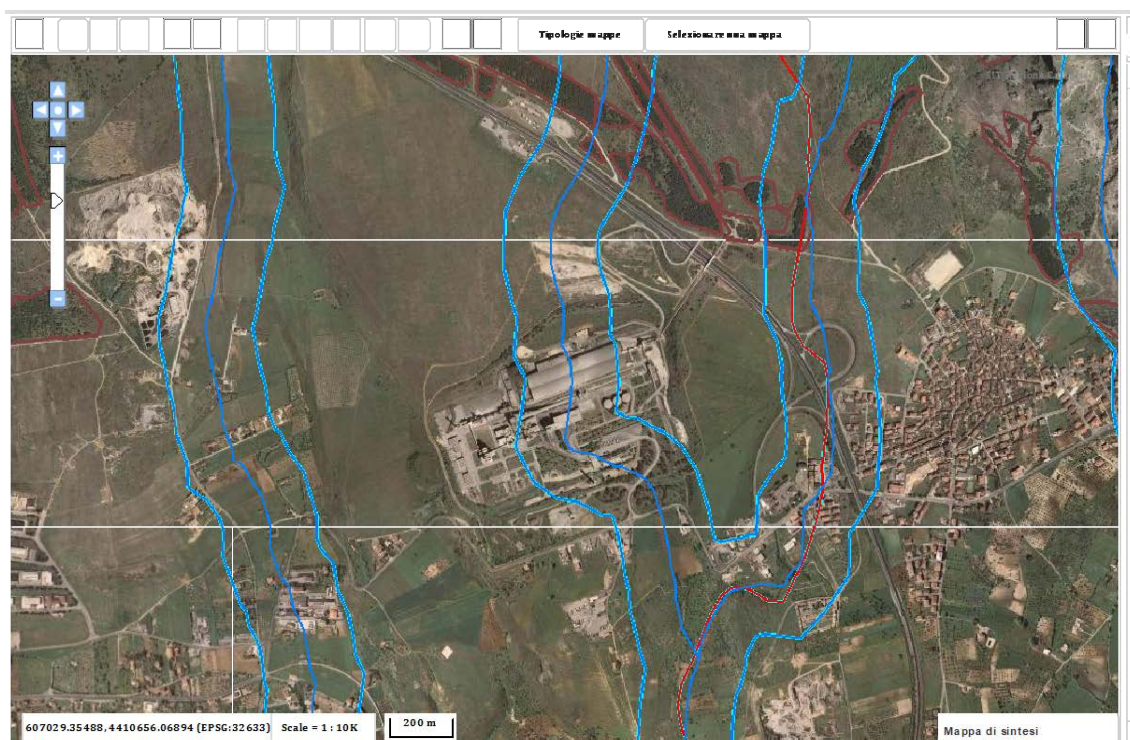 Tipologie mappe
Selezionare una mappa
607029.35488, 4410656.06894 (EPSG:32633)
Scale = 1 : 10K
200 m
Mappa di sintesi